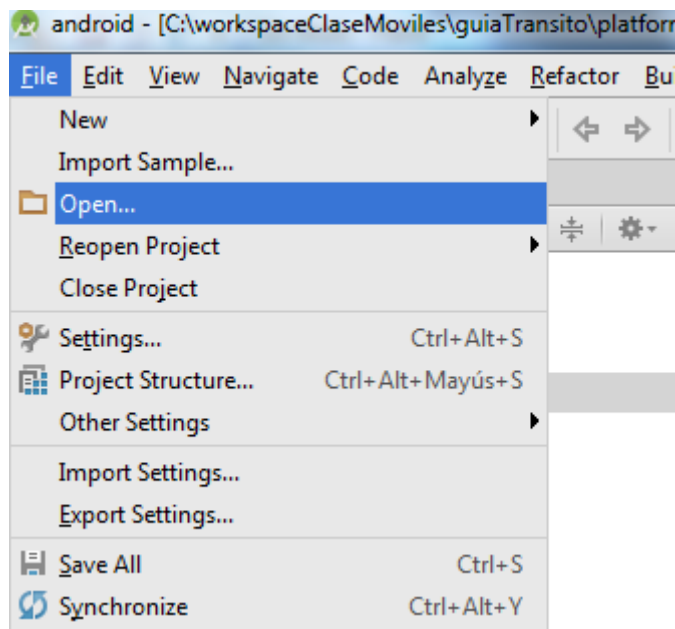 android - [C:\workspaceClaseMoviles\guiaTransito\platform
File Edit View Navigate Code Analyze Refactor Bu
New
Import Sample...
Open...
Reopen Project
Close Project
Settings... Ctrl+Alt+S
Project Structure... Ctrl+Alt+Mayús+S
Other Settings
Import Settings...
Export Settings...
Save All Ctrl+S
Synchronize Ctrl+Alt+Y